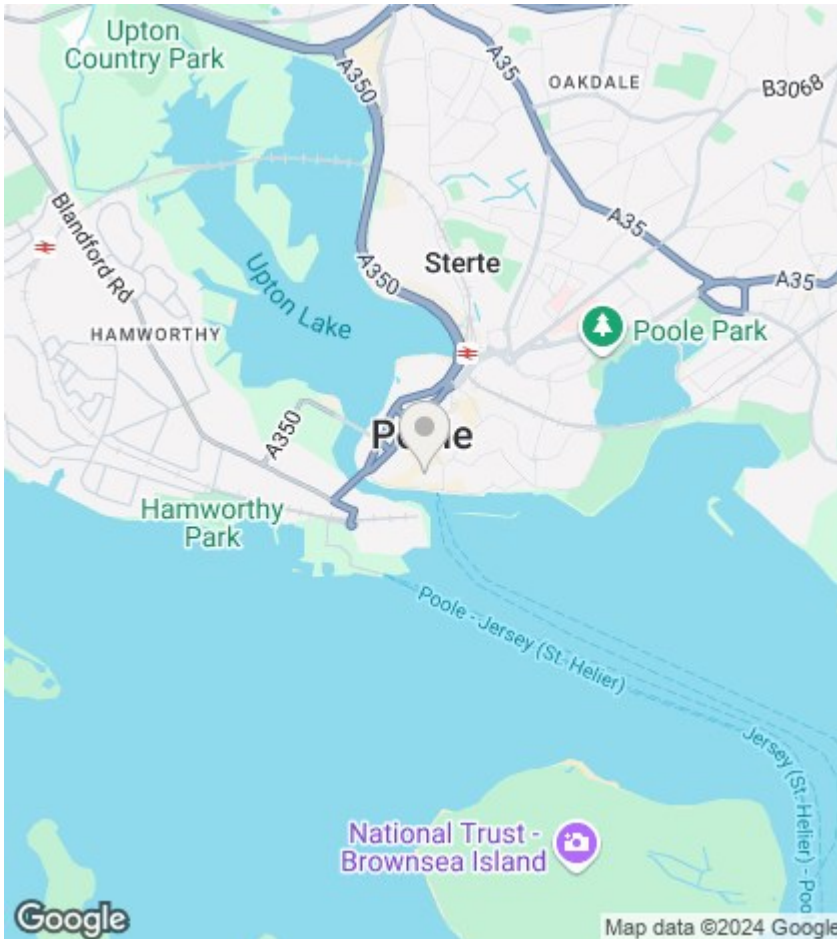 Upton
Country Park
A350
A35
OAKDALE
B3068
Blandford Rd
A35
Sterte
A350
A35
Upton Lake
HAMWORTHY
Poole Park
A350
Hamworthy
Park
Poole - Jersey (St. Helier)
Jersey (St. Helier) - Poo
National Trust -
Brownsea Island
Google
Map data ©2024 Google